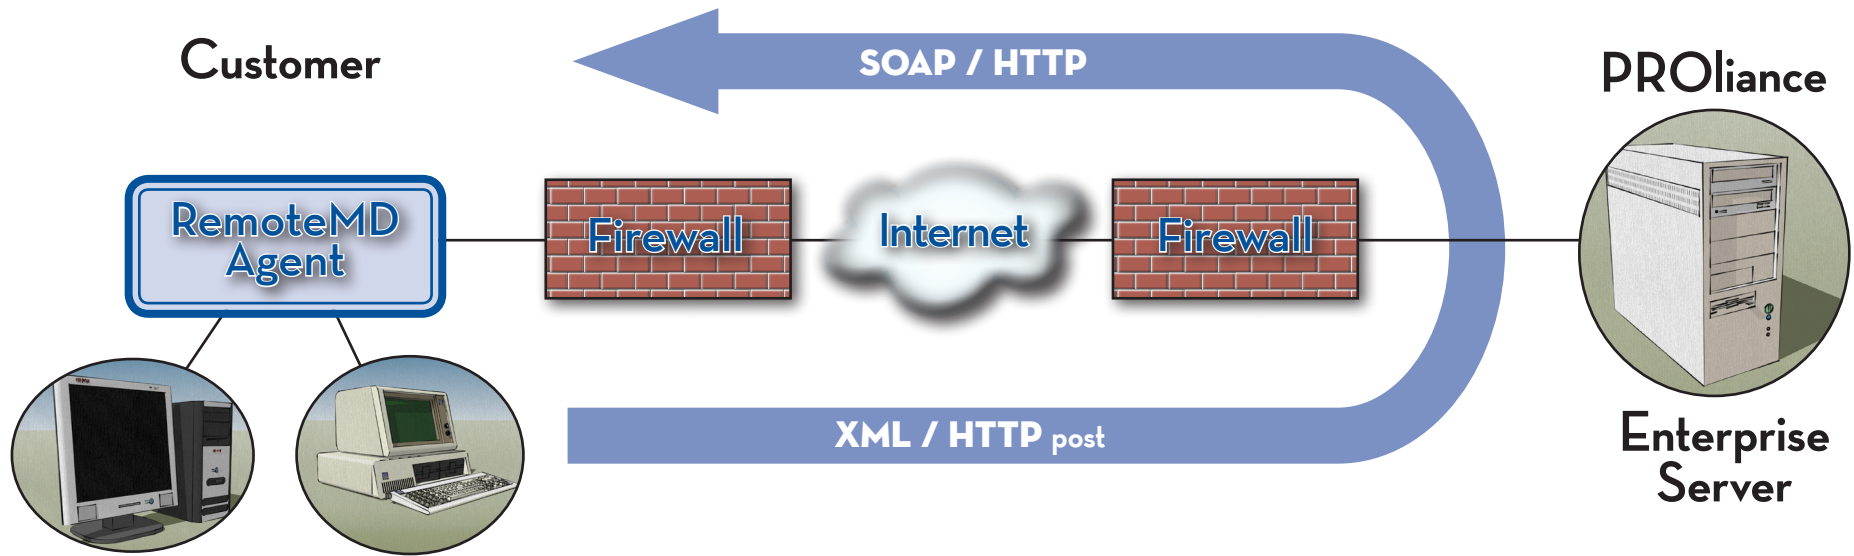 Customer
SOAP / HTTP
PROliance
RemoteMD
Agent
Firewall
Internet
Firewall
XML / HTTP post
Enterprise
Server